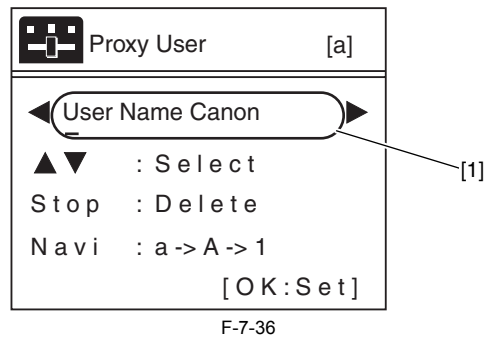 Proxy User [a]
◀ User Name Canon ▶
[1]
▲ ▼ : Select
Stop : Delete
Navi : a -> A -> 1
[OK:Set]
F-7-36